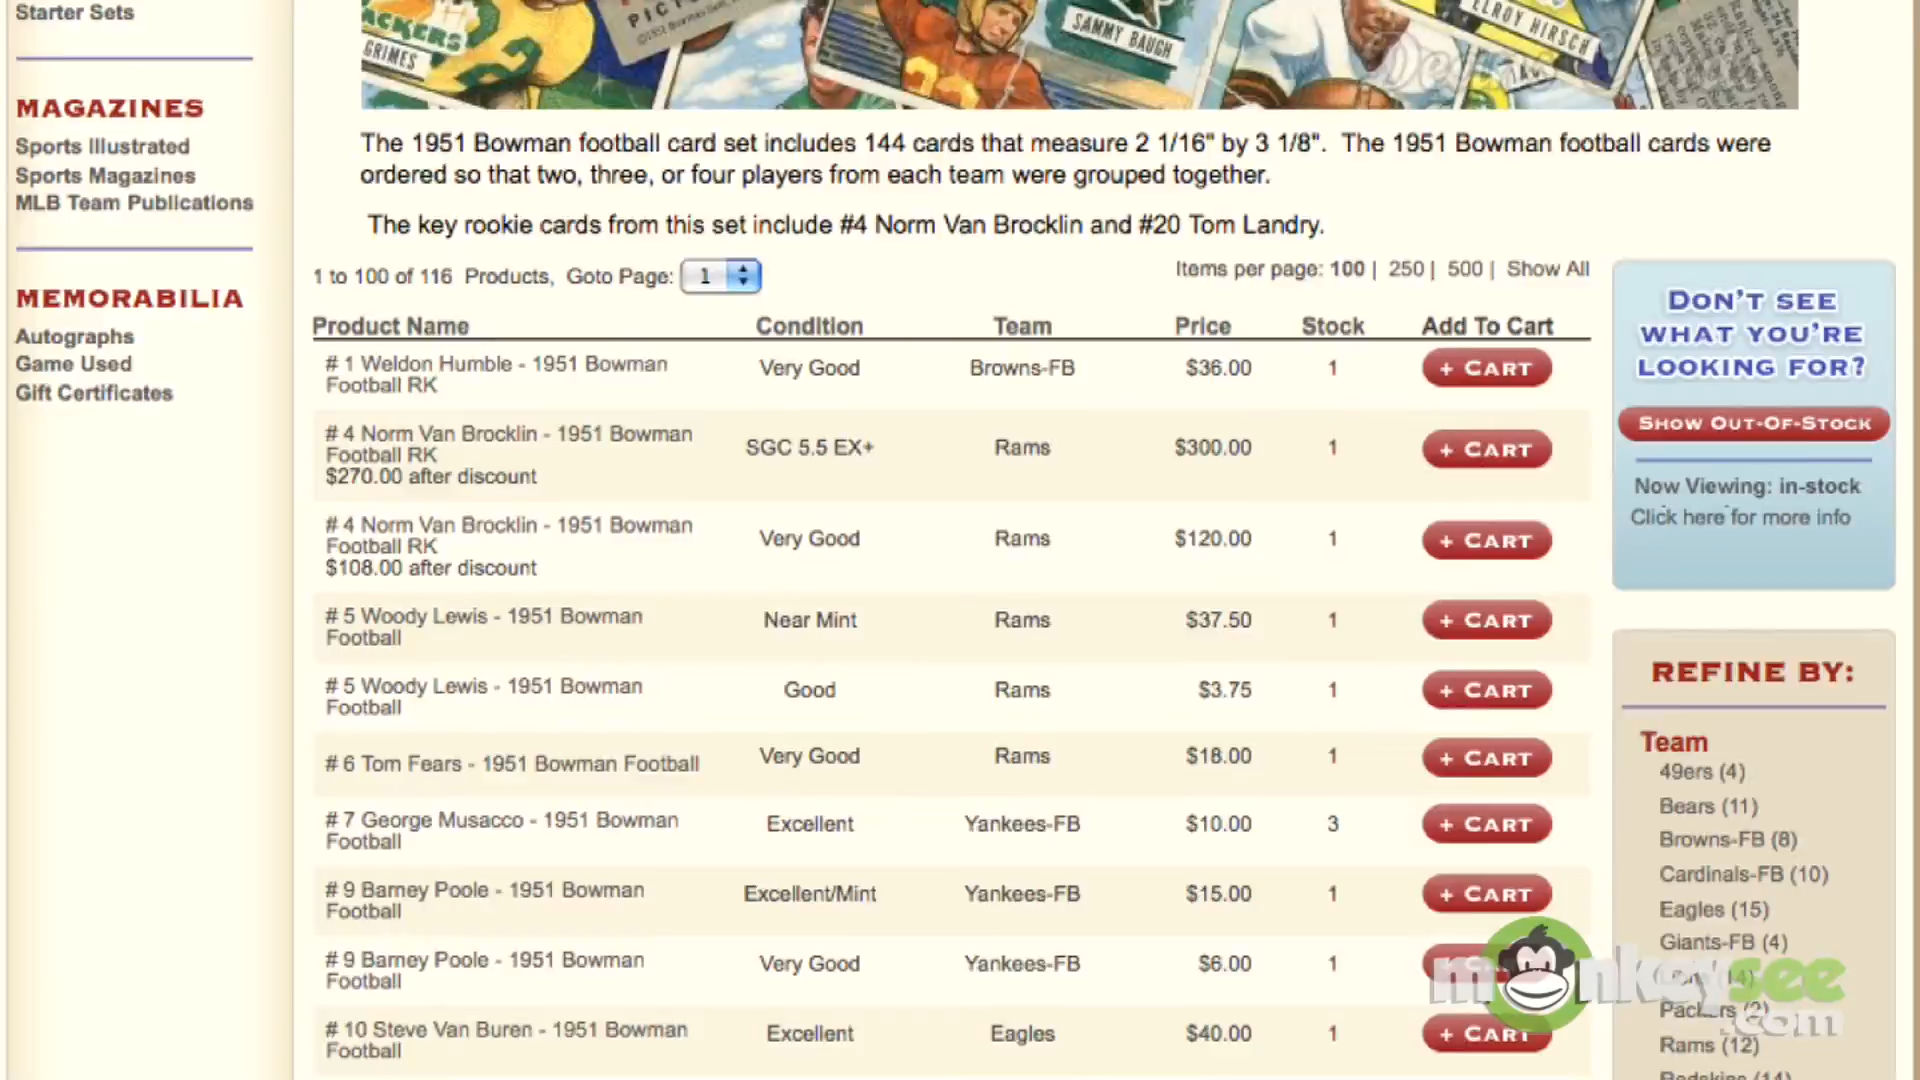 Starter Sets
MAGAZINES
Sports Illustrated
Sports Magazines
MLB Team Publications
MEMORABILIA
Autographs
Game Used
Gift Certificates
PACKERS
GRIMES
SAMMY BAUGH
ELROY HIRSCH
The 1951 Bowman football card set includes 144 cards that measure 2 1/16" by 3 1/8". The 1951 Bowman football cards were
ordered so that two, three, or four players from each team were grouped together.
The key rookie cards from this set include #4 Norm Van Brocklin and #20 Tom Landry.
1 to 100 of 116 Products, Goto Page: 1
Items per page: 100 | 250 | 500 | Show All
Product Name Condition Team Price Stock Add To Cart
# 1 Weldon Humble - 1951 Bowman
Football RK
Very Good Browns-FB $36.00 1 + CART
# 4 Norm Van Brocklin - 1951 Bowman
Football RK
$270.00 after discount
SGC 5.5 EX+ Rams $300.00 1 + CART
# 4 Norm Van Brocklin - 1951 Bowman
Football RK
$108.00 after discount
Very Good Rams $120.00 1 + CART
# 5 Woody Lewis - 1951 Bowman
Football
Near Mint Rams $37.50 1 + CART
# 5 Woody Lewis - 1951 Bowman
Football
Good Rams $3.75 1 + CART
# 6 Tom Fears - 1951 Bowman Football
Very Good Rams $18.00 1 + CART
# 7 George Musacco - 1951 Bowman
Football
Excellent Yankees-FB $10.00 3 + CART
# 9 Barney Poole - 1951 Bowman
Football
Excellent/Mint Yankees-FB $15.00 1 + CART
# 9 Barney Poole - 1951 Bowman
Football
Very Good Yankees-FB $6.00 1
# 10 Steve Van Buren - 1951 Bowman
Football
Excellent Eagles $40.00 1 + CART
DON'T SEE
WHAT YOU'RE
LOOKING FOR?
SHOW OUT-OF-STOCK
Now Viewing: in-stock
Click here for more info
REFINE BY:
Team
49ers (4)
Bears (11)
Browns-FB (8)
Cardinals-FB (10)
Eagles (15)
Giants-FB (4)
Packers (2)
Rams (12)
Redskins (14)
monkeysee
.com